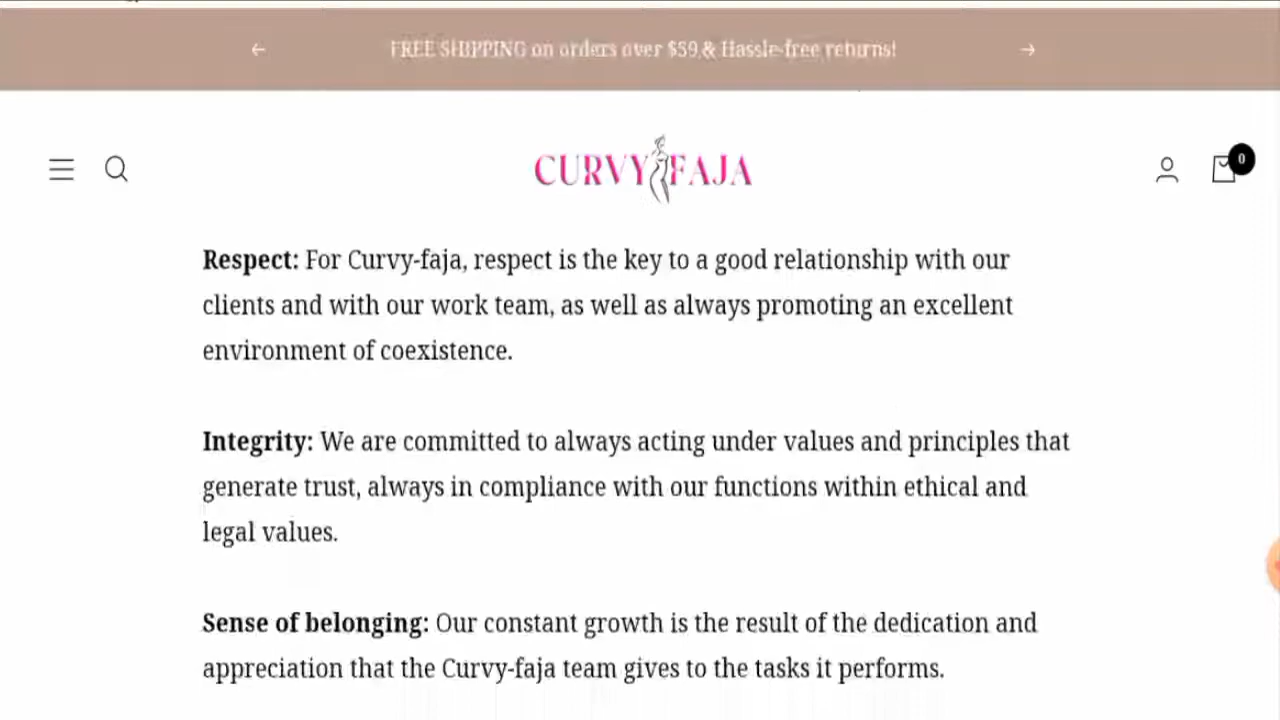 FREE SHIPPING on orders over $59 & Hassle-free returns!
CURVY FAJA
0
Respect: For Curvy-faja, respect is the key to a good relationship with our
clients and with our work team, as well as always promoting an excellent
environment of coexistence.
Integrity: We are committed to always acting under values and principles that
generate trust, always in compliance with our functions within ethical and
legal values.
Sense of belonging: Our constant growth is the result of the dedication and
appreciation that the Curvy-faja team gives to the tasks it performs.